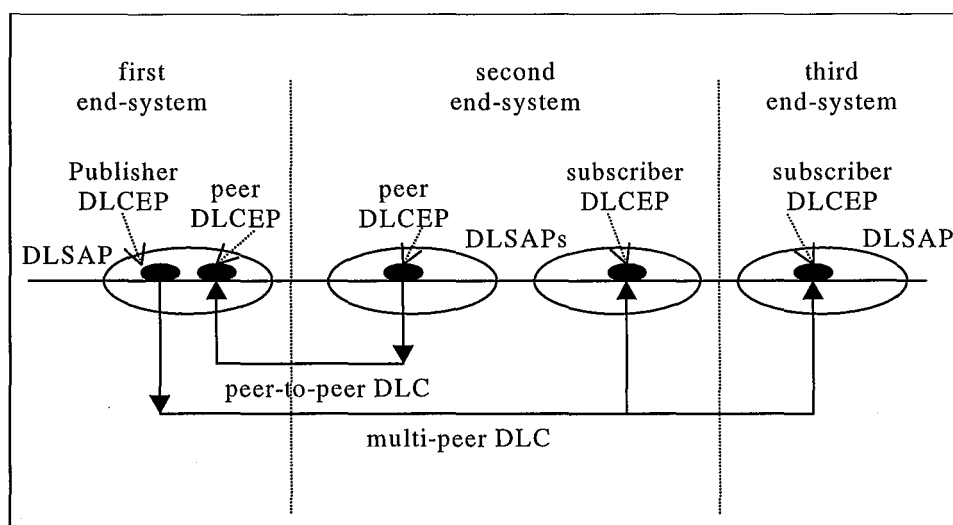 first
end-system
second
end-system
third
end-system
Publisher
DLCEP
peer
DLCEP
peer
DLCEP
subscriber
DLCEP
subscriber
DLCEP
DLSAP
DLSAPs
DLSAP
peer-to-peer DLC
multi-peer DLC